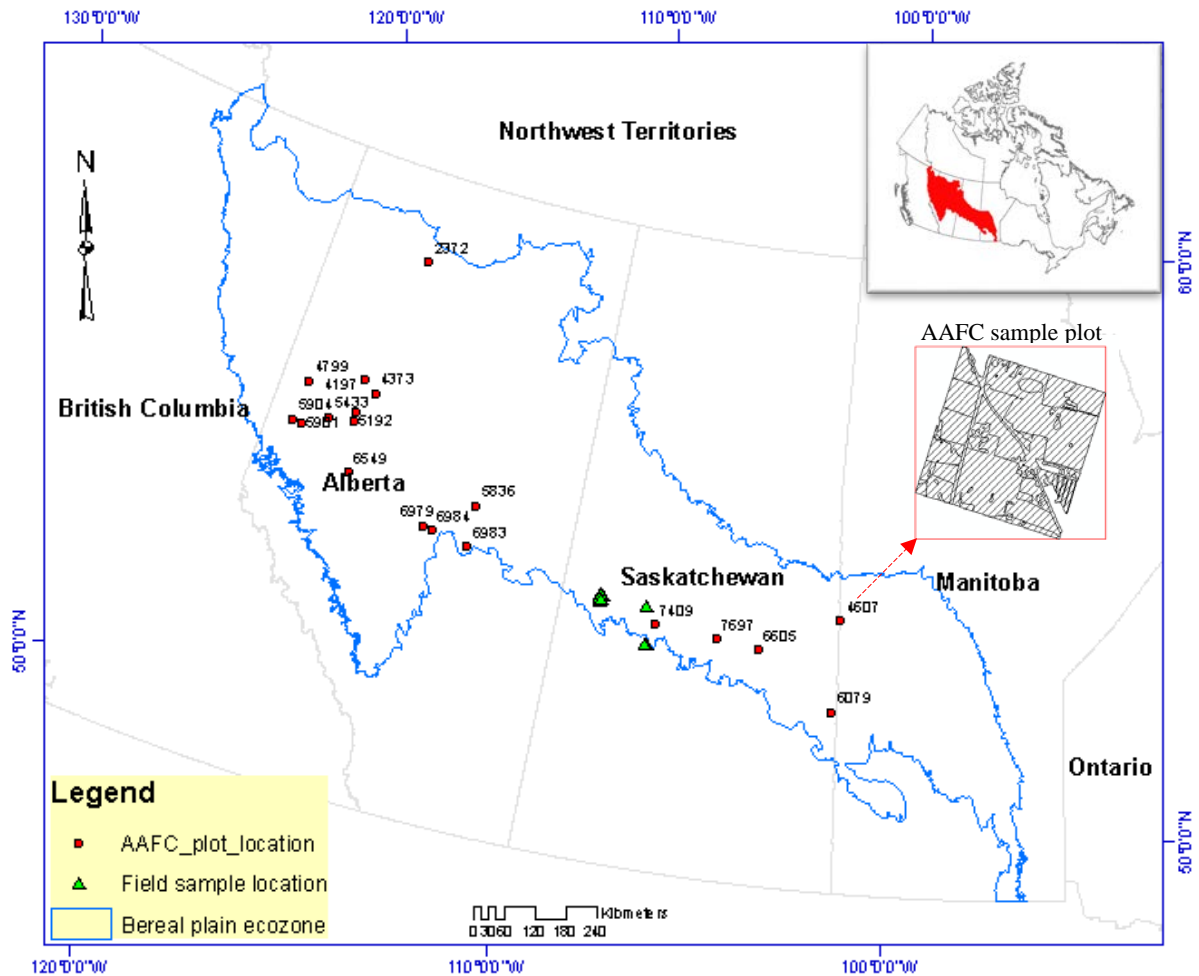 130°0'0"W 120°0'0"W 110°0'0"W 100°0'0"W
Northwest Territories
N
2372
60°0'0"N
AAFC sample plot
4799
4197 4373
British Columbia 5904 5433
5901 5192
6549
Alberta
5836
6979 6984
6983
Saskatchewan
Manitoba
7409
4607
7697
6605
50°0'0"N
6079
Ontario
Legend
AAFC_plot_location
Field sample location
Bereal plain ecozone
Kilometers
0 30 60 120 180 240
50°0'0"N
120°0'0"W 110°0'0"W 100°0'0"W